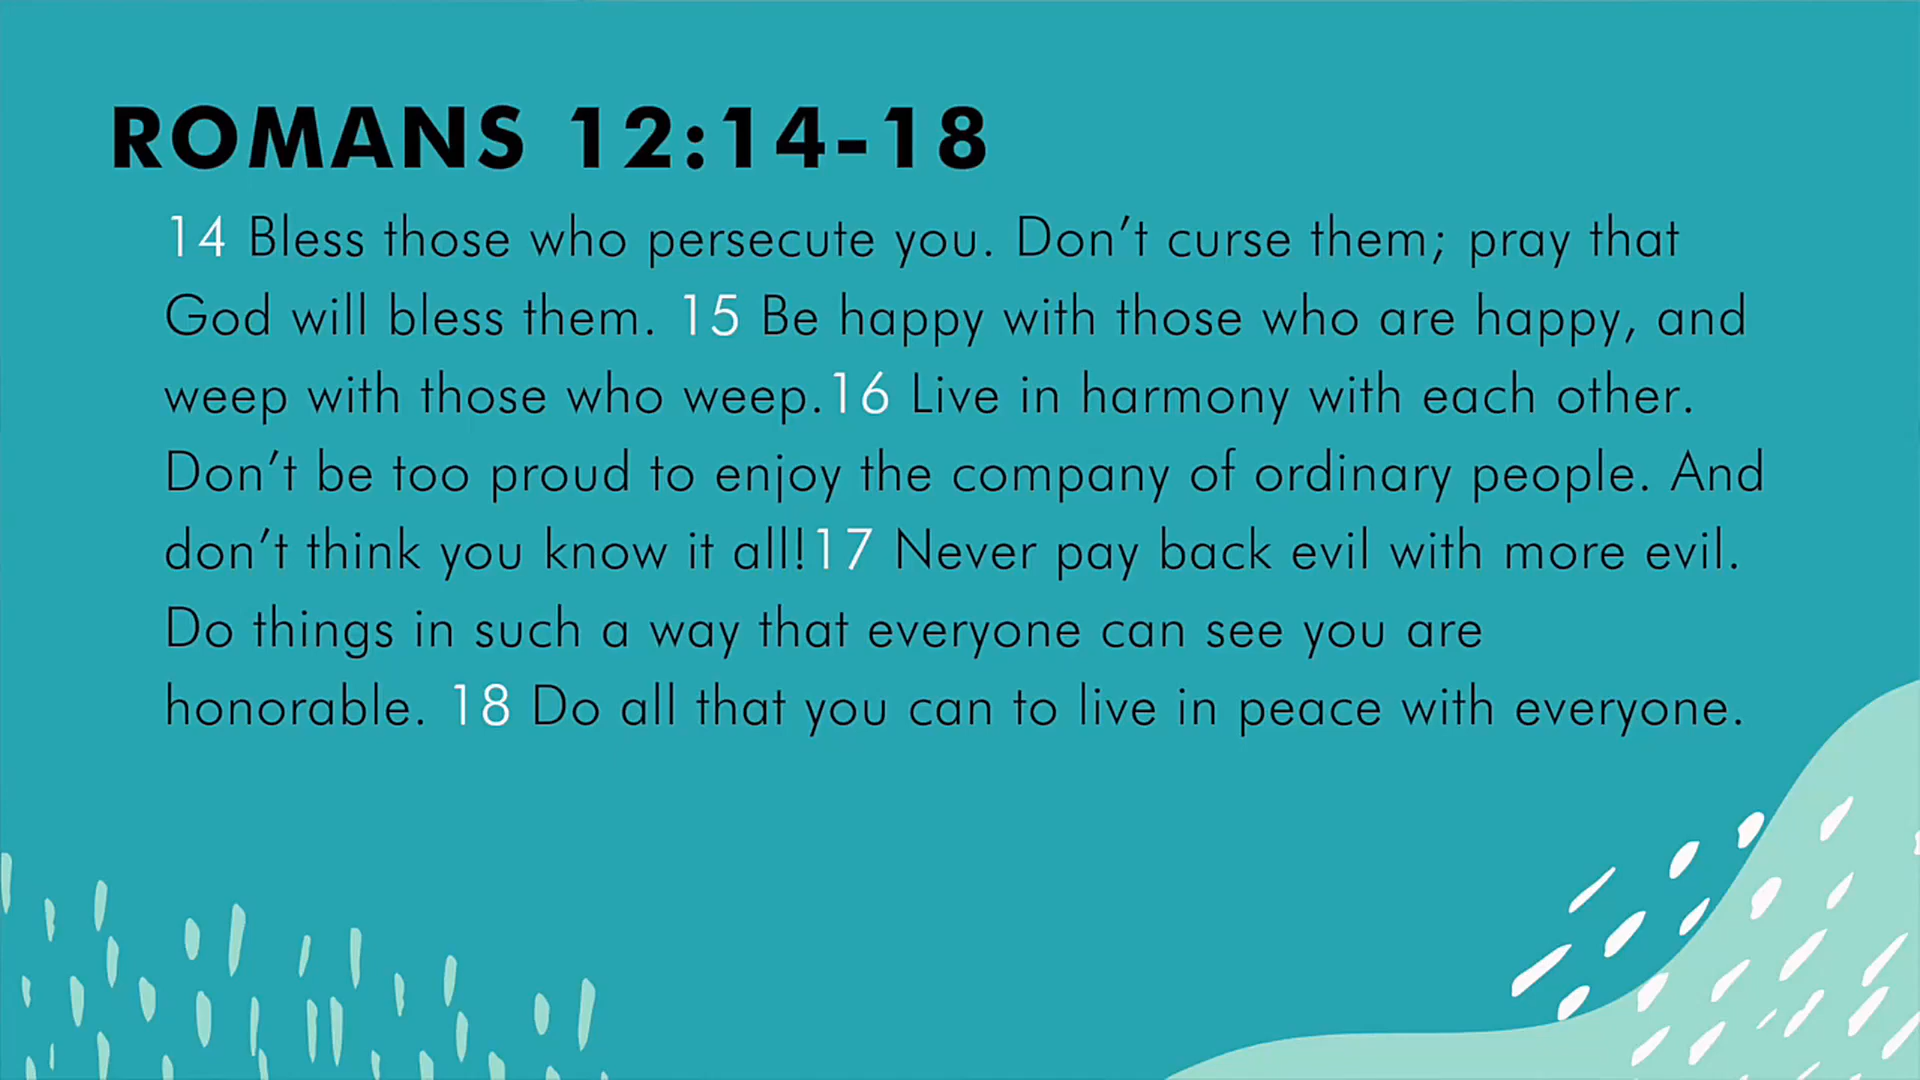 ROMANS 12:14-18
14 Bless those who persecute you. Don’t curse them; pray that
God will bless them. 15 Be happy with those who are happy, and
weep with those who weep.16 Live in harmony with each other.
Don’t be too proud to enjoy the company of ordinary people. And
don’t think you know it all!17 Never pay back evil with more evil.
Do things in such a way that everyone can see you are
honorable. 18 Do all that you can to live in peace with everyone.